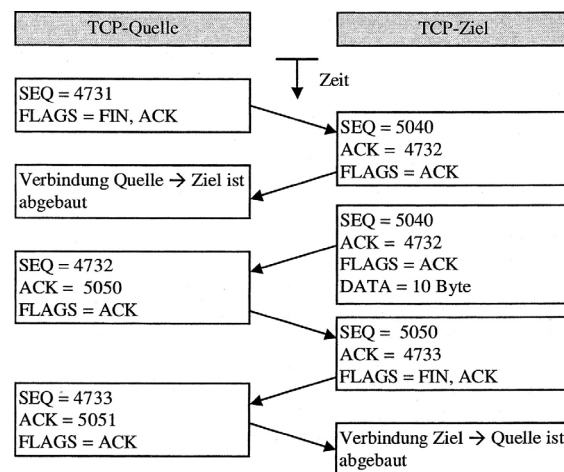 TCP-Quelle
TCP-Ziel
Zeit
SEQ = 4731
FLAGS = FIN, ACK
SEQ = 5040
ACK = 4732
FLAGS = ACK
Verbindung Quelle → Ziel ist
abgebaut
SEQ = 5040
ACK = 4732
FLAGS = ACK
DATA = 10 Byte
SEQ = 4732
ACK = 5050
FLAGS = ACK
SEQ = 5050
ACK = 4733
FLAGS = FIN, ACK
SEQ = 4733
ACK = 5051
FLAGS = ACK
Verbindung Ziel → Quelle ist
abgebaut